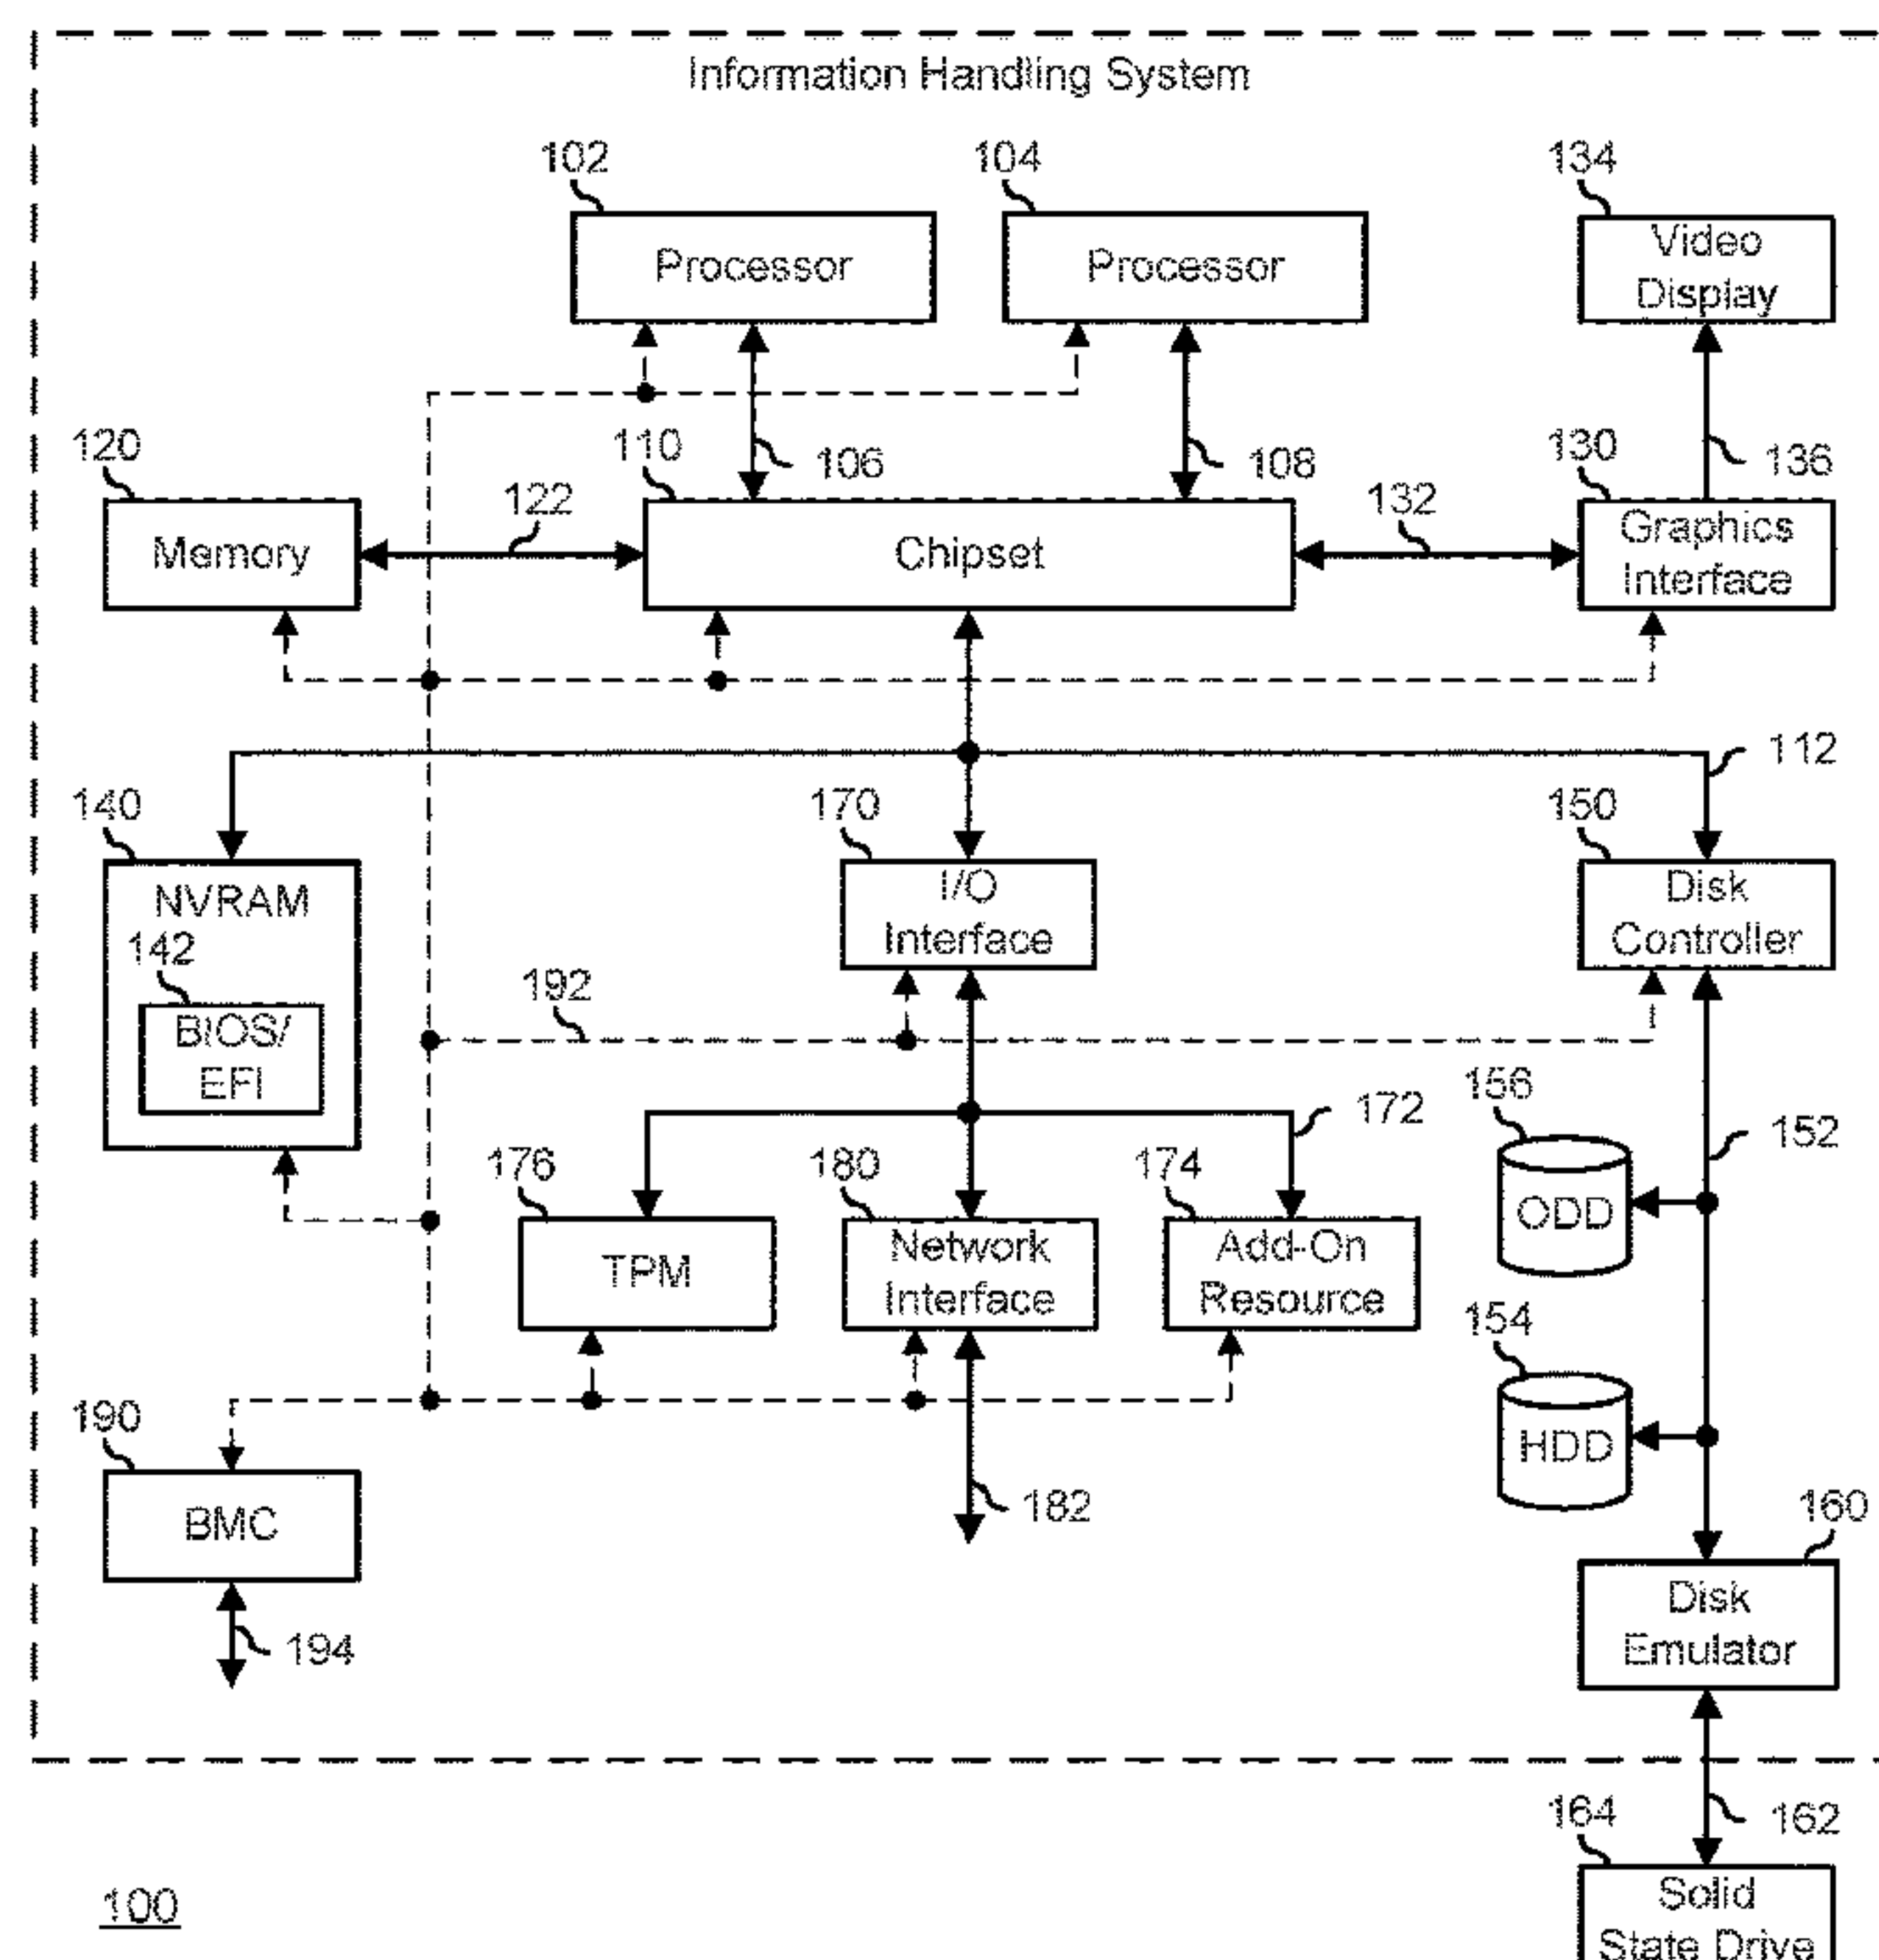 Information Handling System
102
104
134
Processor
Processor
Video
Display
120
110
106
108
130
136
122
132
Memory
Chipset
Graphics
Interface
112
140
170
150
NVRAM
I/O
Interface
Disk
Controller
142
BIOS/
EFI
192
156
172
152
176
180
174
ODD
TPM
Network
Interface
Add-On
Resource
154
190
HDD
BMC
182
160
Disk
Emulator
194
164
162
100
Solid
State Drive